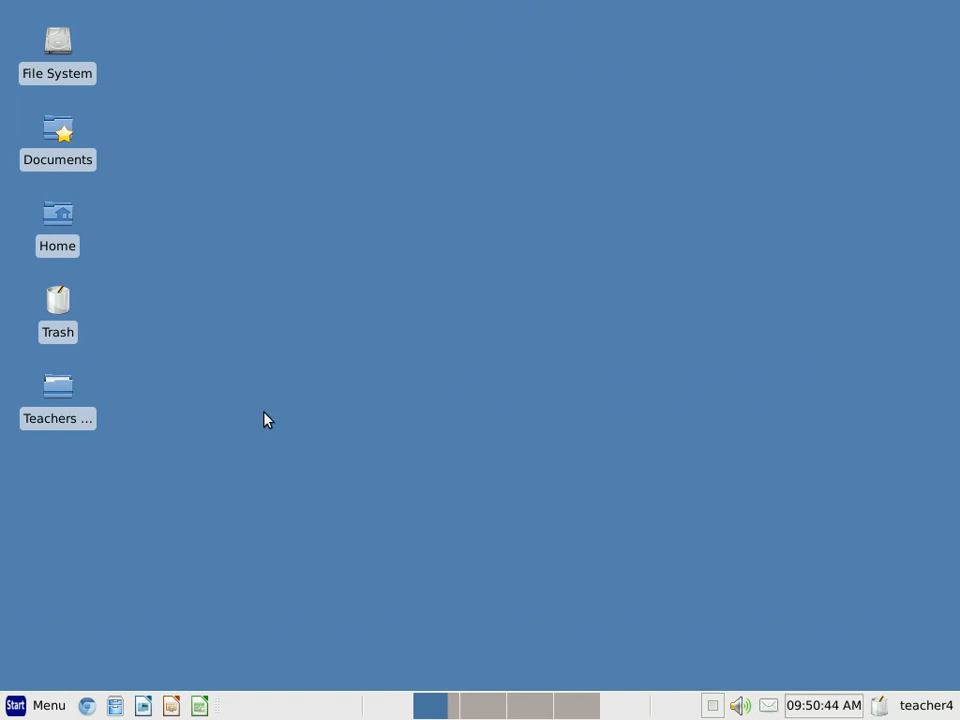 File System
Documents
Home
Trash
Teachers ...
Start Menu 09:50:44 AM teacher4